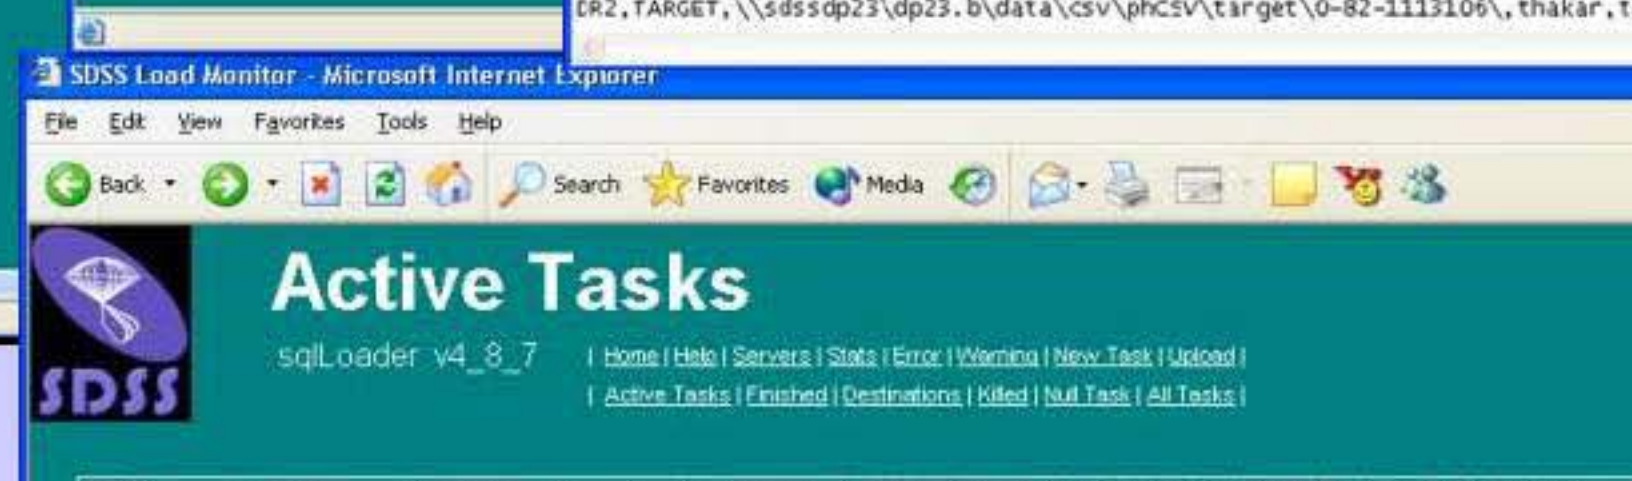 DR2,TARGET,\\sdssdp23\dp23.b\data\csv\phCSV\target\0-82-1113106\,thakar,t
SDSS Load Monitor - Microsoft Internet Explorer
File Edit View Favorites Tools Help
Back Search Favorites Media
Active Tasks
sqlLoader v4_8_7 | Home | Help | Servers | Stats | Error | Warning | New Task | Upload |
| Active Tasks | Finished | Destinations | Killed | Null Task | All Tasks |
SDSS